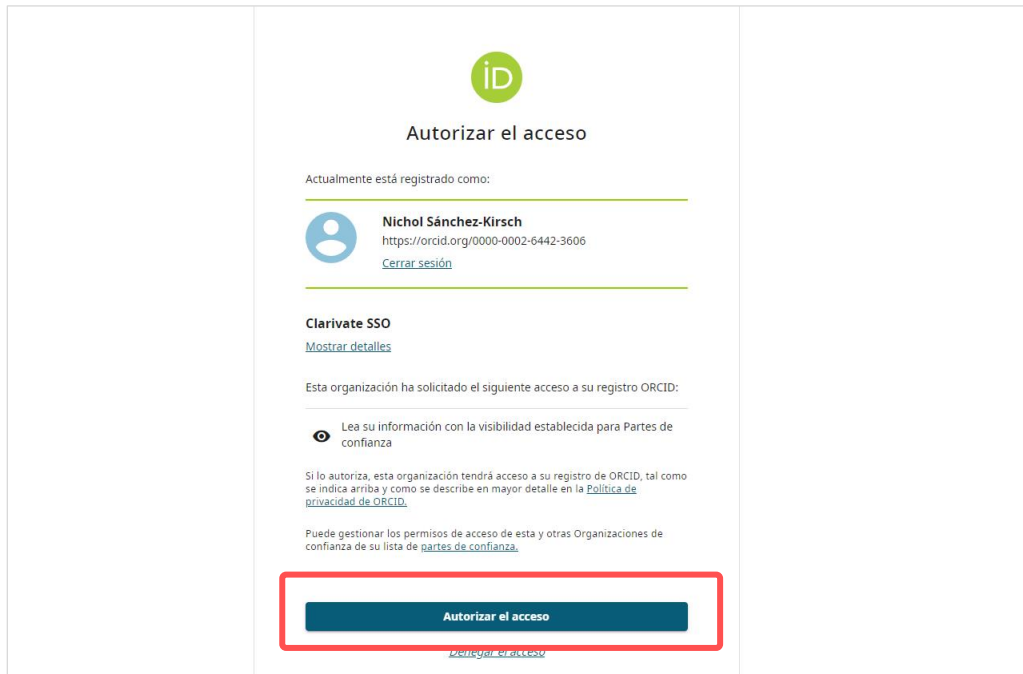 iD
Autorizar el acceso
Actualmente está registrado como:
Nichol Sánchez-Kirsch
https://orcid.org/0000-0002-6442-3606
Cerrar sesión
Clarivate SSO
Mostrar detalles
Esta organización ha solicitado el siguiente acceso a su registro ORCID:
Lea su información con la visibilidad establecida para Partes de
confianza
Si lo autoriza, esta organización tendrá acceso a su registro de ORCID, tal como
se indica arriba y como se describe en mayor detalle en la Política de
privacidad de ORCID.
Puede gestionar los permisos de acceso de esta y otras Organizaciones de
confianza de su lista de partes de confianza.
Autorizar el acceso
Denegar el acceso